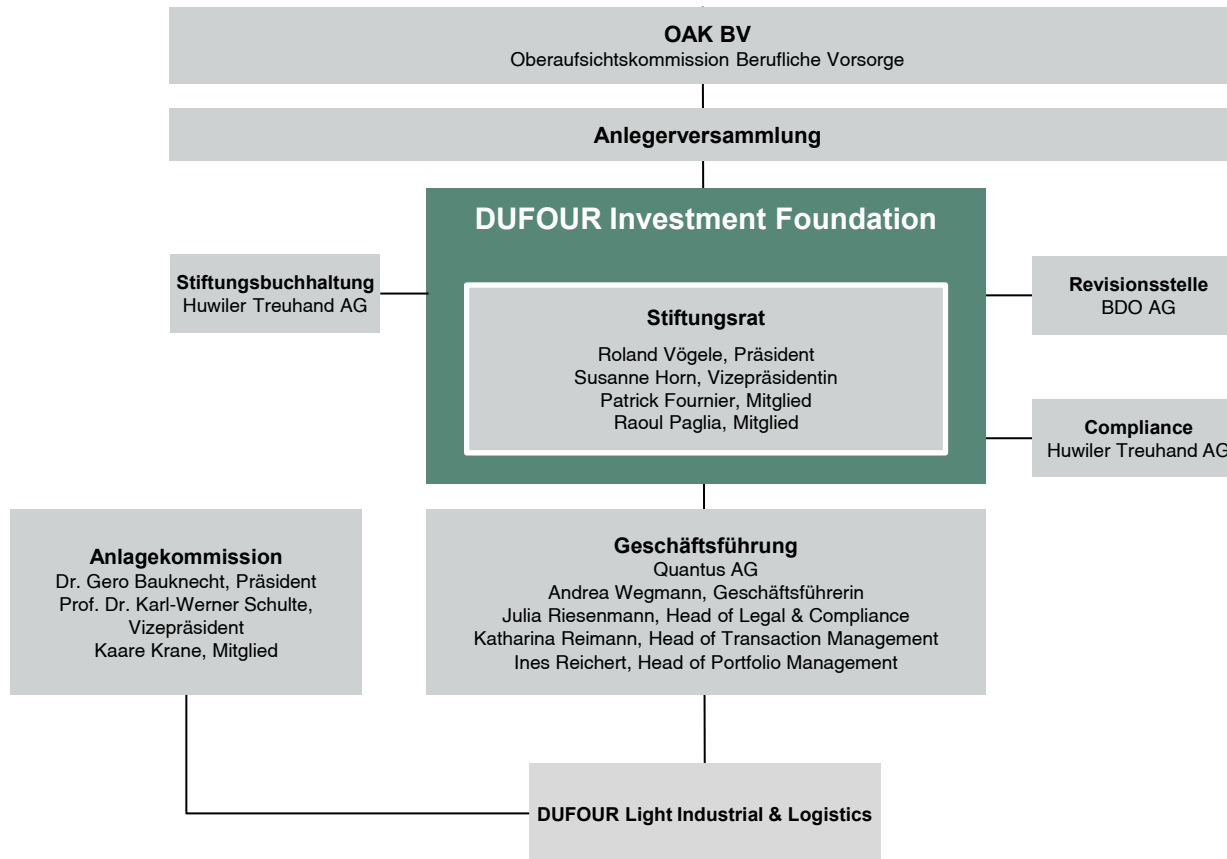 OAK BV
Oberaufsichtskommission Berufliche Vorsorge
Anlegerversammlung
DUFOUR Investment Foundation
Stiftungsbuchhaltung
Huwiler Treuhand AG
Stiftungsrat
Roland Vögele, Präsident
Susanne Horn, Vizepräsidentin
Patrick Fournier, Mitglied
Raoul Paglia, Mitglied
Revisionsstelle
BDO AG
Compliance
Huwiler Treuhand AG
Anlagekommission
Dr. Gero Bauknecht, Präsident
Prof. Dr. Karl-Werner Schulte,
Vizepräsident
Kaare Krane, Mitglied
Geschäftsführung
Quantus AG
Andrea Wegmann, Geschäftsführerin
Julia Riesenmann, Head of Legal & Compliance
Katharina Reimann, Head of Transaction Management
Ines Reichert, Head of Portfolio Management
DUFOUR Light Industrial & Logistics